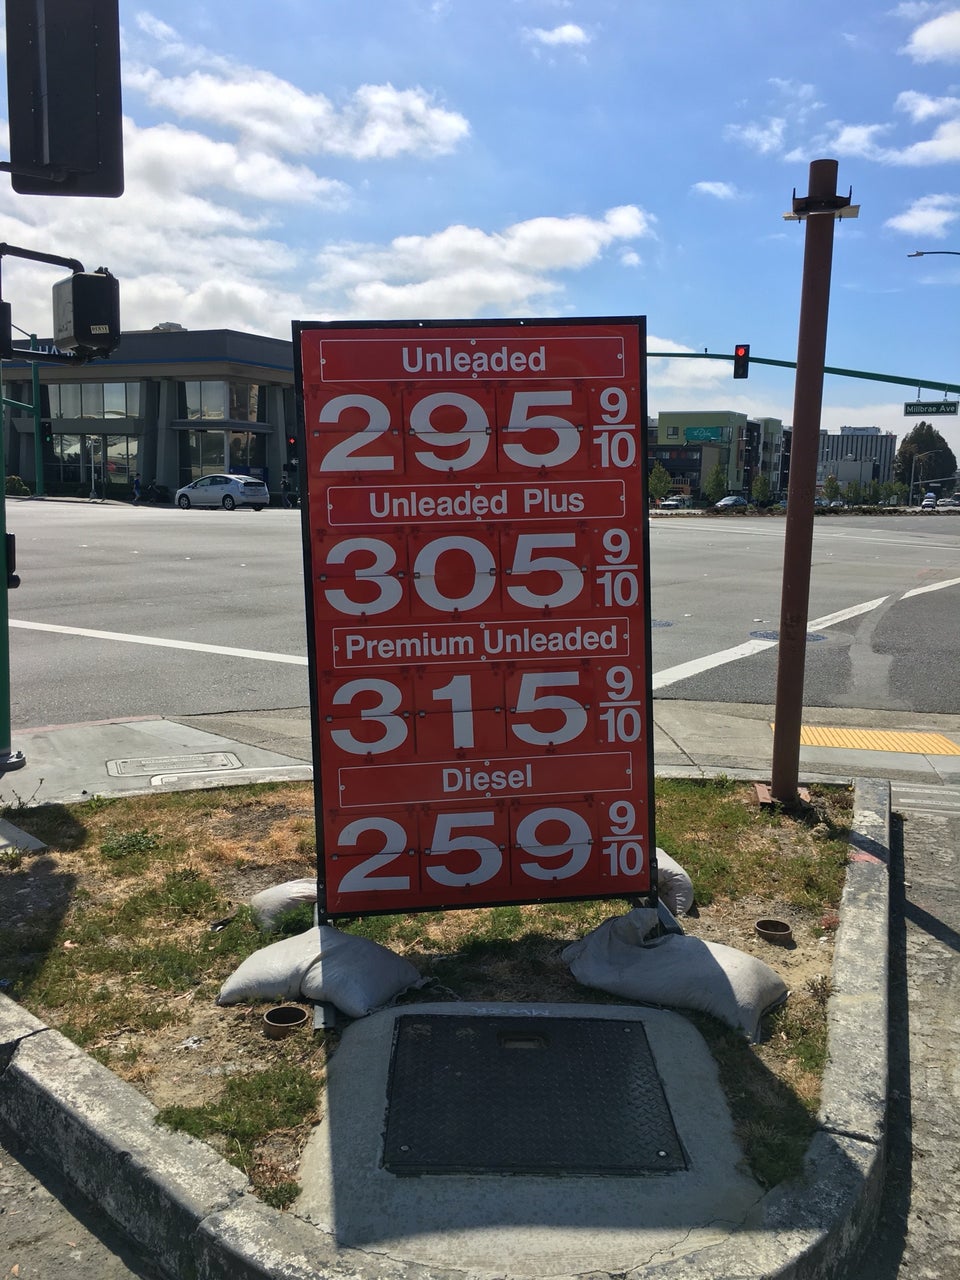 Unleaded
295 9/10
Unleaded Plus
305 9/10
Premium Unleaded
315 9/10
Diesel
259 9/10
Millbrae Ave